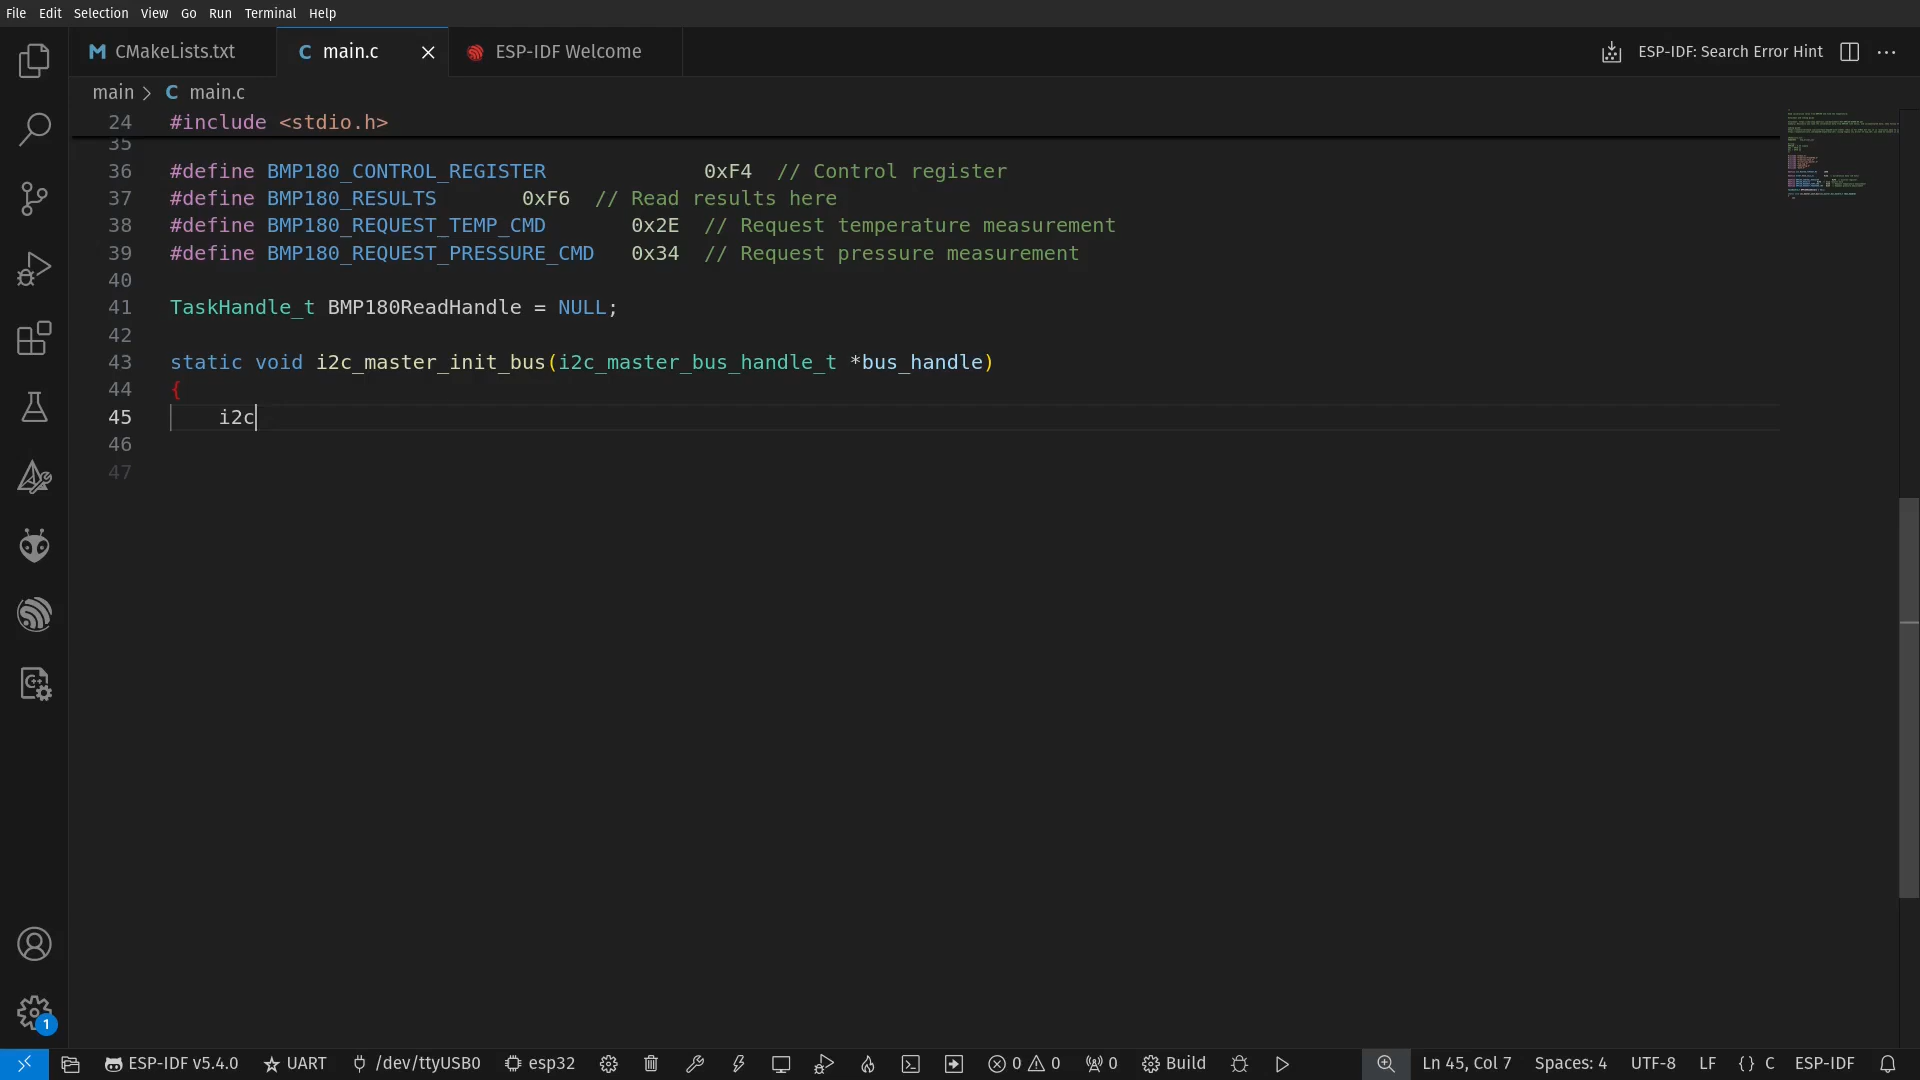 File Edit Selection View Go Run Terminal Help
CMakeLists.txt
C main.c
ESP-IDF Welcome
ESP-IDF: Search Error Hint
main > C main.c
24 #include <stdio.h>
35
36 #define BMP180_CONTROL_REGISTER 0xF4 // Control register
37 #define BMP180_RESULTS 0xF6 // Read results here
38 #define BMP180_REQUEST_TEMP_CMD 0x2E // Request temperature measurement
39 #define BMP180_REQUEST_PRESSURE_CMD 0x34 // Request pressure measurement
40
41 TaskHandle_t BMP180ReadHandle = NULL;
42
43 static void i2c_master_init_bus(i2c_master_bus_handle_t *bus_handle)
44 {
45 i2c
46
47
1
ESP-IDF v5.4.0 UART /dev/ttyUSB0 esp32 0 0 0 Build Ln 45, Col 7 Spaces: 4 UTF-8 LF {} C ESP-IDF